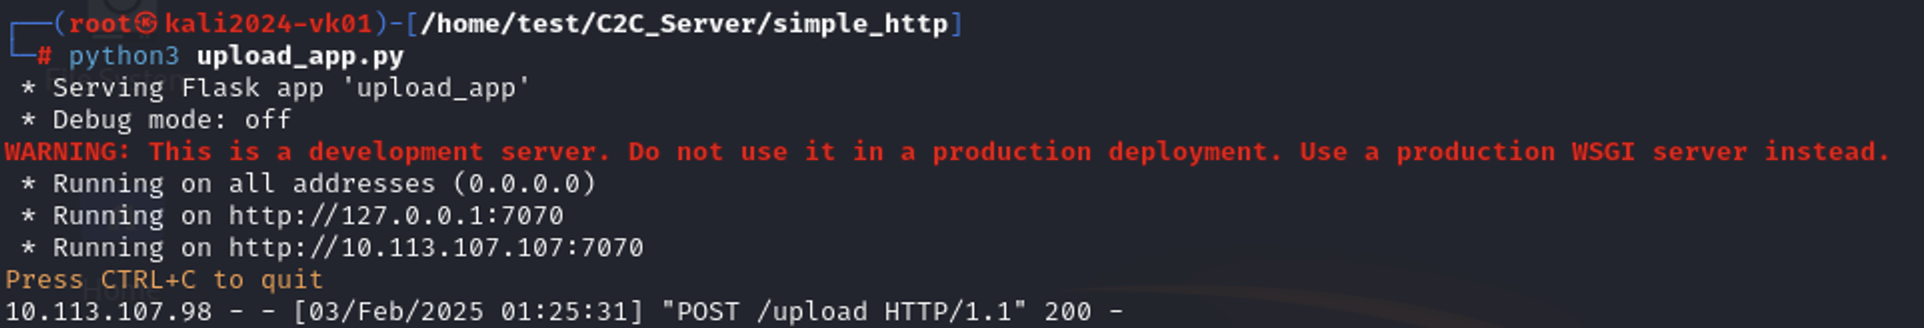 ┌──(root㉿kali2024-vk01)-[/home/test/C2C_Server/simple_http]
└─# python3 upload_app.py
 * Serving Flask app 'upload_app'
 * Debug mode: off
WARNING: This is a development server. Do not use it in a production deployment. Use a production WSGI server instead.
 * Running on all addresses (0.0.0.0)
 * Running on http://127.0.0.1:7070
 * Running on http://10.113.107.107:7070
Press CTRL+C to quit
10.113.107.98 - - [03/Feb/2025 01:25:31] "POST /upload HTTP/1.1" 200 -